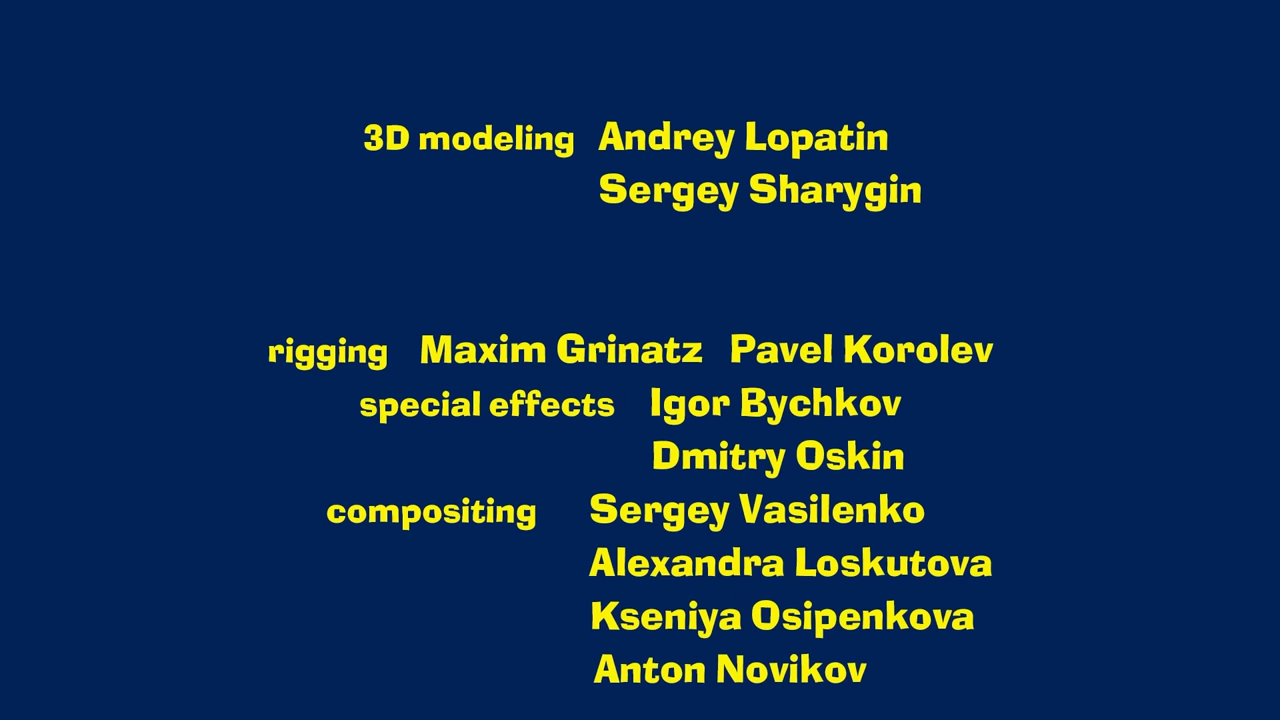 3D modeling Andrey Lopatin
Sergey Sharygin
rigging Maxim Grinatz Pavel Korolev
special effects Igor Bychkov
Dmitry Oskin
compositing Sergey Vasilenko
Alexandra Loskutova
Kseniya Osipenkova
Anton Novikov